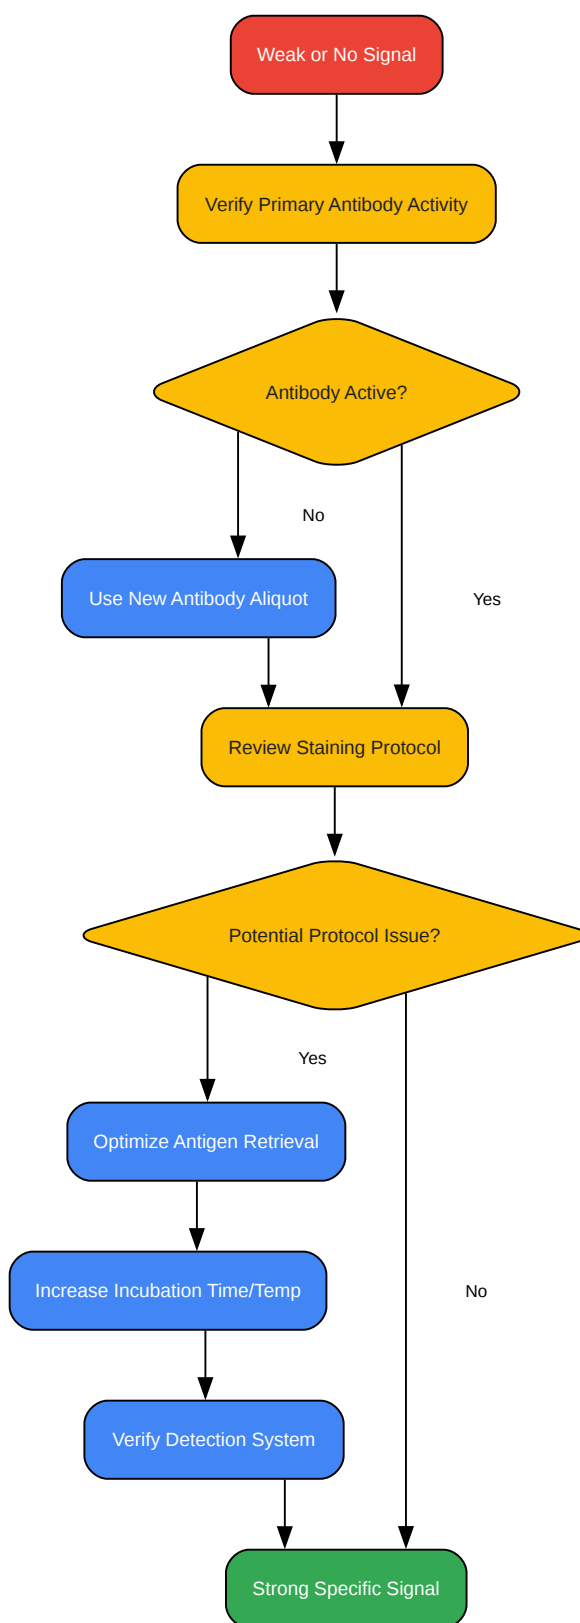 Weak or No Signal
Verify Primary Antibody Activity
Antibody Active?
No
Use New Antibody Aliquot
Yes
Review Staining Protocol
Potential Protocol Issue?
Yes
Optimize Antigen Retrieval
Increase Incubation Time/Temp
No
Verify Detection System
Strong Specific Signal